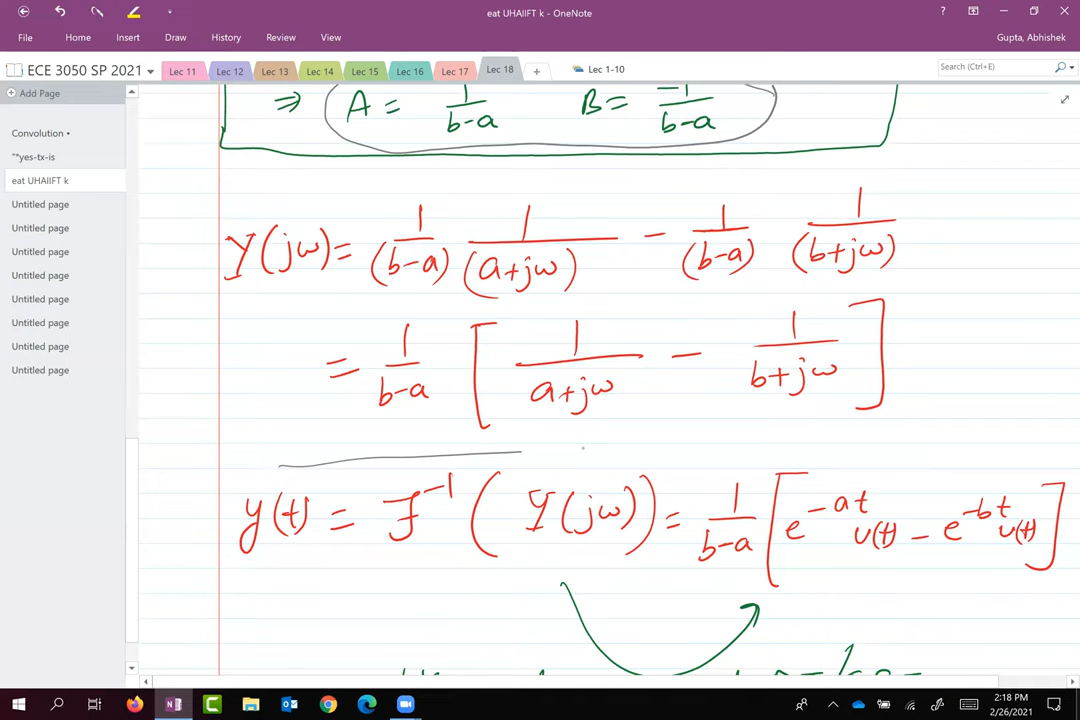 eat UHAIIFT k - OneNote
Gupta, Abhishek
File Home Insert Draw History Review View
ECE 3050 SP 2021 Lec 11 Lec 12 Lec 13 Lec 14 Lec 15 Lec 16 Lec 17 Lec 18 + Lec 1-10 Search (Ctrl+E)
Add Page
Convolution •
"*yes-tx-is
eat UHAIIFT k
Untitled page
Untitled page
Untitled page
Untitled page
Untitled page
Untitled page
Untitled page
Untitled page
⇒ A = 1/(b-a) B = -1/(b-a)
Y(jω) = 1/(b-a) 1/(a+jω) - 1/(b-a) 1/(b+jω)
= 1/(b-a) [ 1/(a+jω) - 1/(b+jω) ]
y(t) = F⁻¹ ( Y(jω) ) = 1/(b-a) [ e^{-at} u(t) - e^{-bt} u(t) ]
2:18 PM
2/26/2021